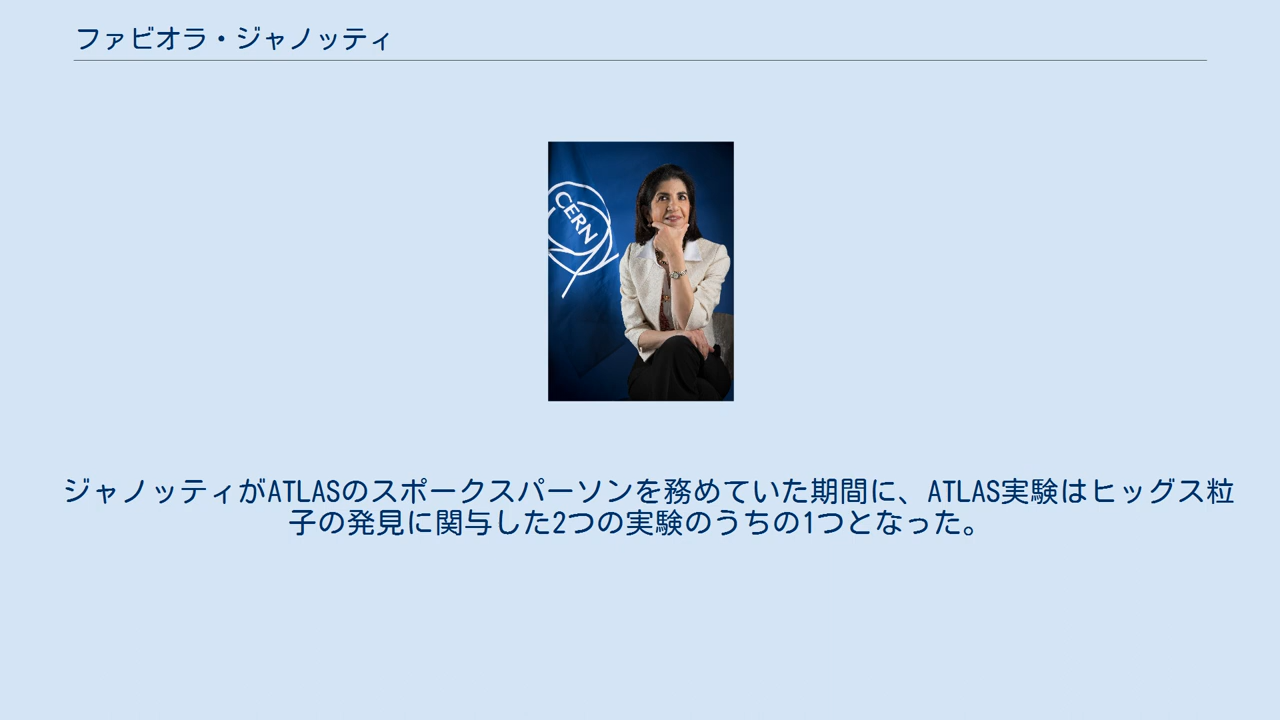 ファビオラ・ジャノッティ
CERN
ジャノッティがATLASのスポークスパーソンを務めていた期間に、ATLAS実験はヒッグス粒
子の発見に関与した2つの実験のうちの1つとなった。